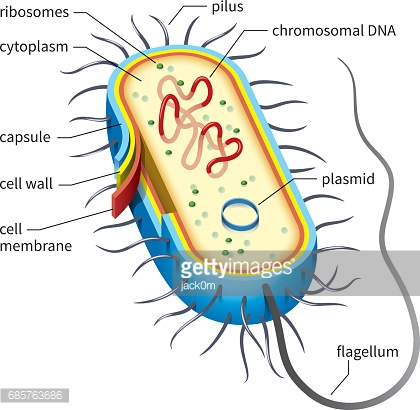 ribosomes
pilus
chromosomal DNA
cytoplasm
capsule
cell wall
plasmid
cell
membrane
gettyimages
jack0m
flagellum
685763686